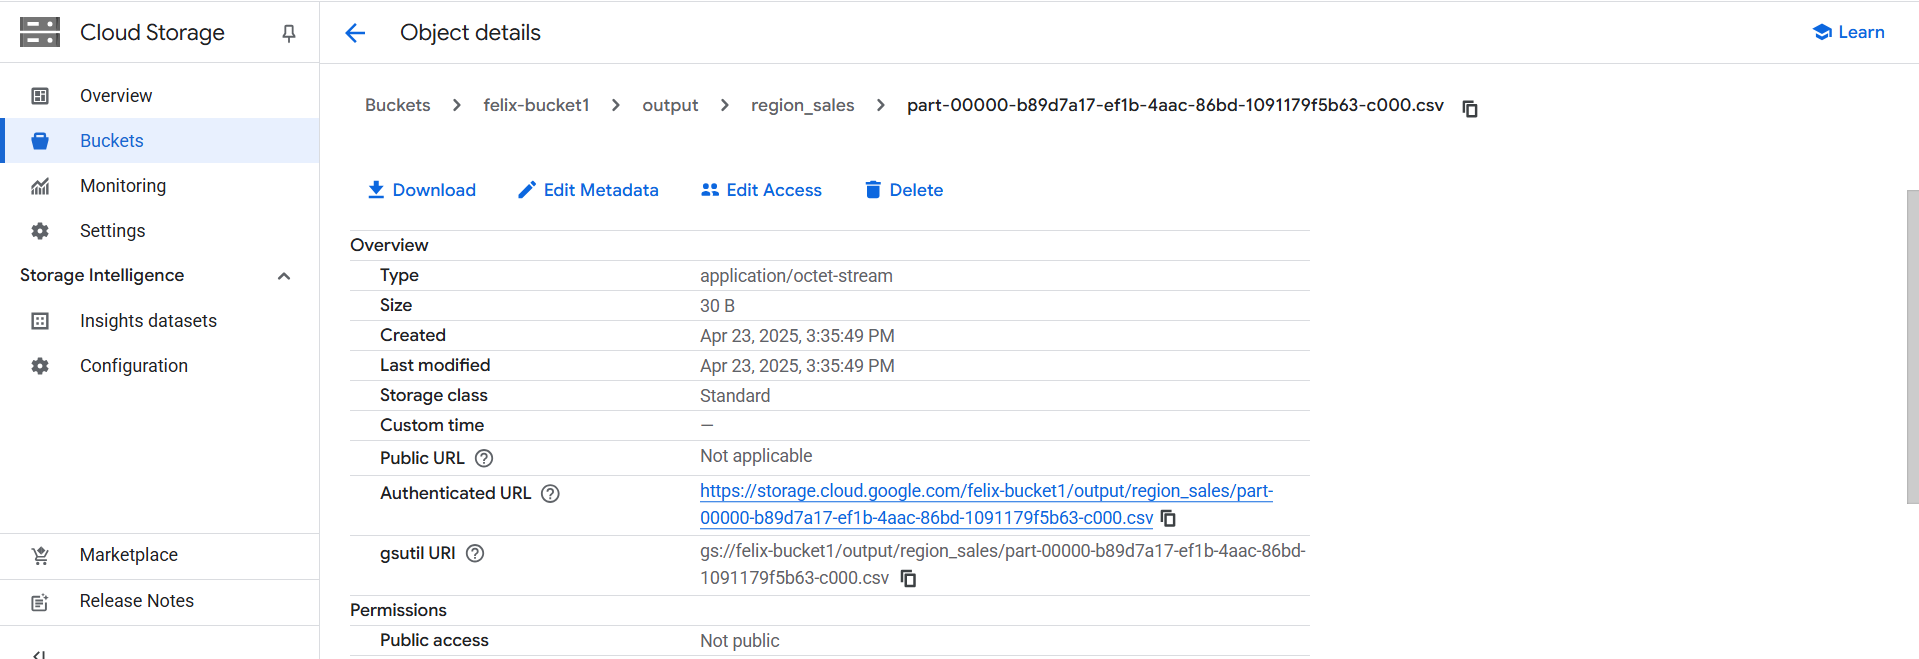 Cloud Storage
Object details
Learn
Overview
Buckets
Monitoring
Settings
Storage Intelligence
Insights datasets
Configuration
Marketplace
Release Notes
Buckets > felix-bucket1 > output > region_sales > part-00000-b89d7a17-ef1b-4aac-86bd-1091179f5b63-c000.csv
Download Edit Metadata Edit Access Delete
Overview
Type application/octet-stream
Size 30 B
Created Apr 23, 2025, 3:35:49 PM
Last modified Apr 23, 2025, 3:35:49 PM
Storage class Standard
Custom time —
Public URL Not applicable
Authenticated URL https://storage.cloud.google.com/felix-bucket1/output/region_sales/part-
00000-b89d7a17-ef1b-4aac-86bd-1091179f5b63-c000.csv
gsutil URI gs://felix-bucket1/output/region_sales/part-00000-b89d7a17-ef1b-4aac-86bd-
1091179f5b63-c000.csv
Permissions
Public access Not public